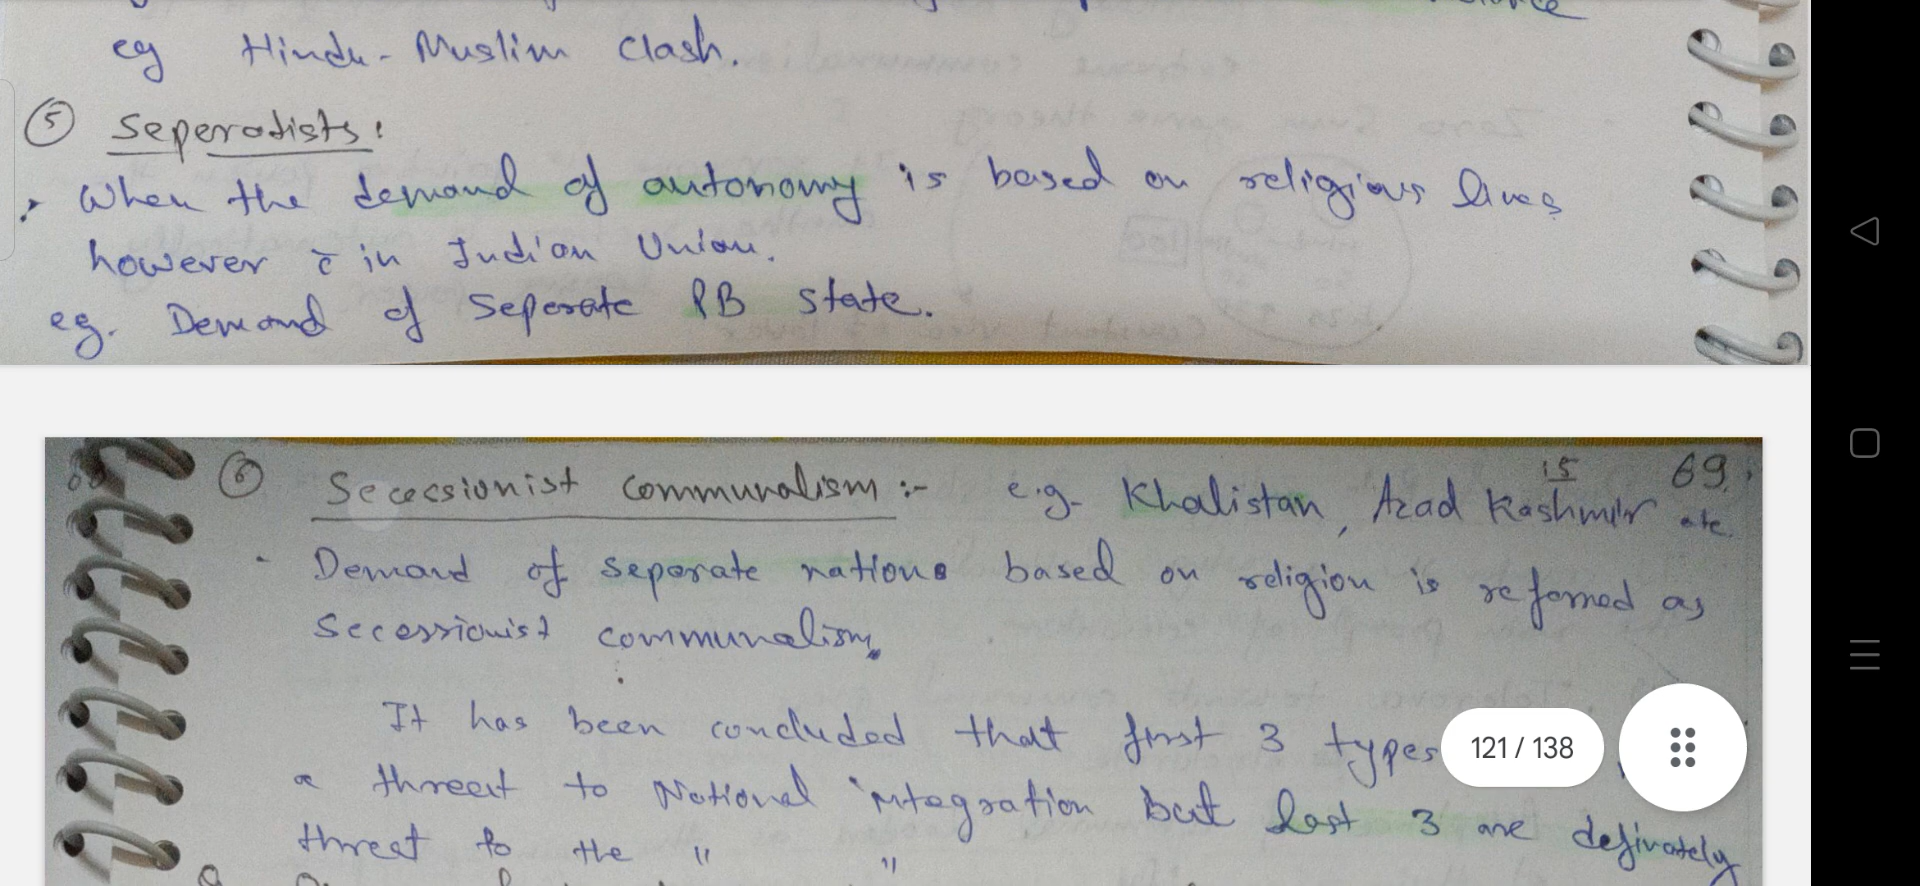 eg Hindu-Muslim clash.
⑤ Seperatists:
When the demand of autonomy is based on religious lines
however c̄ in Indian Union.
eg. Demand of Seperate PB state.
15 69.
⑥ Secessionist communalism :- e.g. Khalistan, Azad Kashmir etc.
Demand of seperate nations based on religion is referred as
Secessionist communalism.
It has been concluded that first 3 types
a threat to National integration but last 3 are definately
threat to the " "
121 / 138